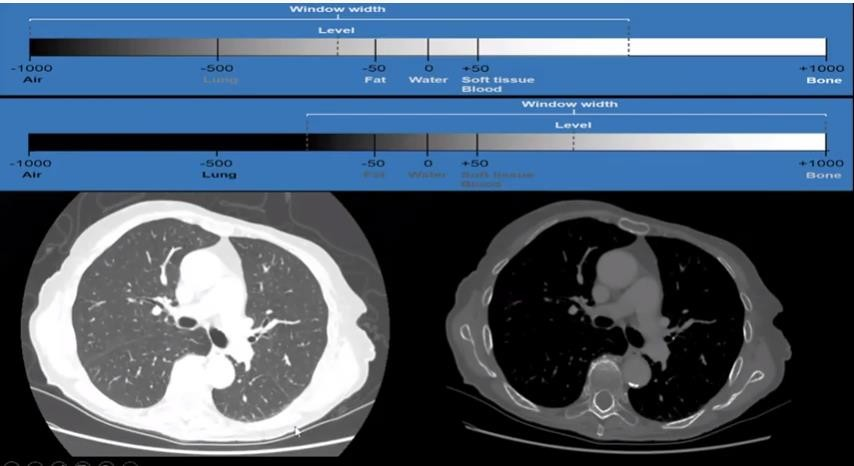 Window width
Level
-1000 -500 -50 0 +50 +1000
Air Lung Fat Water Soft tissue Bone
Blood
Window width
Level
-1000 -500 -50 0 +50 +1000
Air Lung Fat Water Soft tissue Bone
Blood